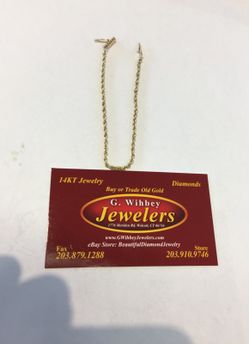 14KT Jewelry
Diamonds
Buy or Trade Old Gold
G. Wihbey
Jewelers
www.GWihbeyJewelers.com
eBay Store: BeautifulDiamondJewelry
Fax
Store
203.879.1288
203.910.9746